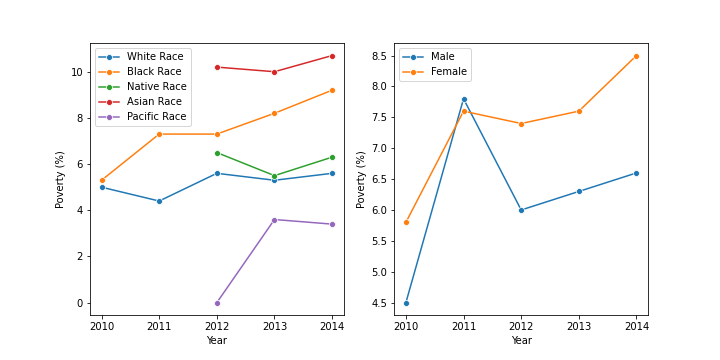 White Race
Black Race
Native Race
Asian Race
Pacific Race
10
8
6
4
2
0
Poverty (%)
2010 2011 2012 2013 2014
Year
Male
Female
8.5
8.0
7.5
7.0
6.5
6.0
5.5
5.0
4.5
Poverty (%)
2010 2011 2012 2013 2014
Year